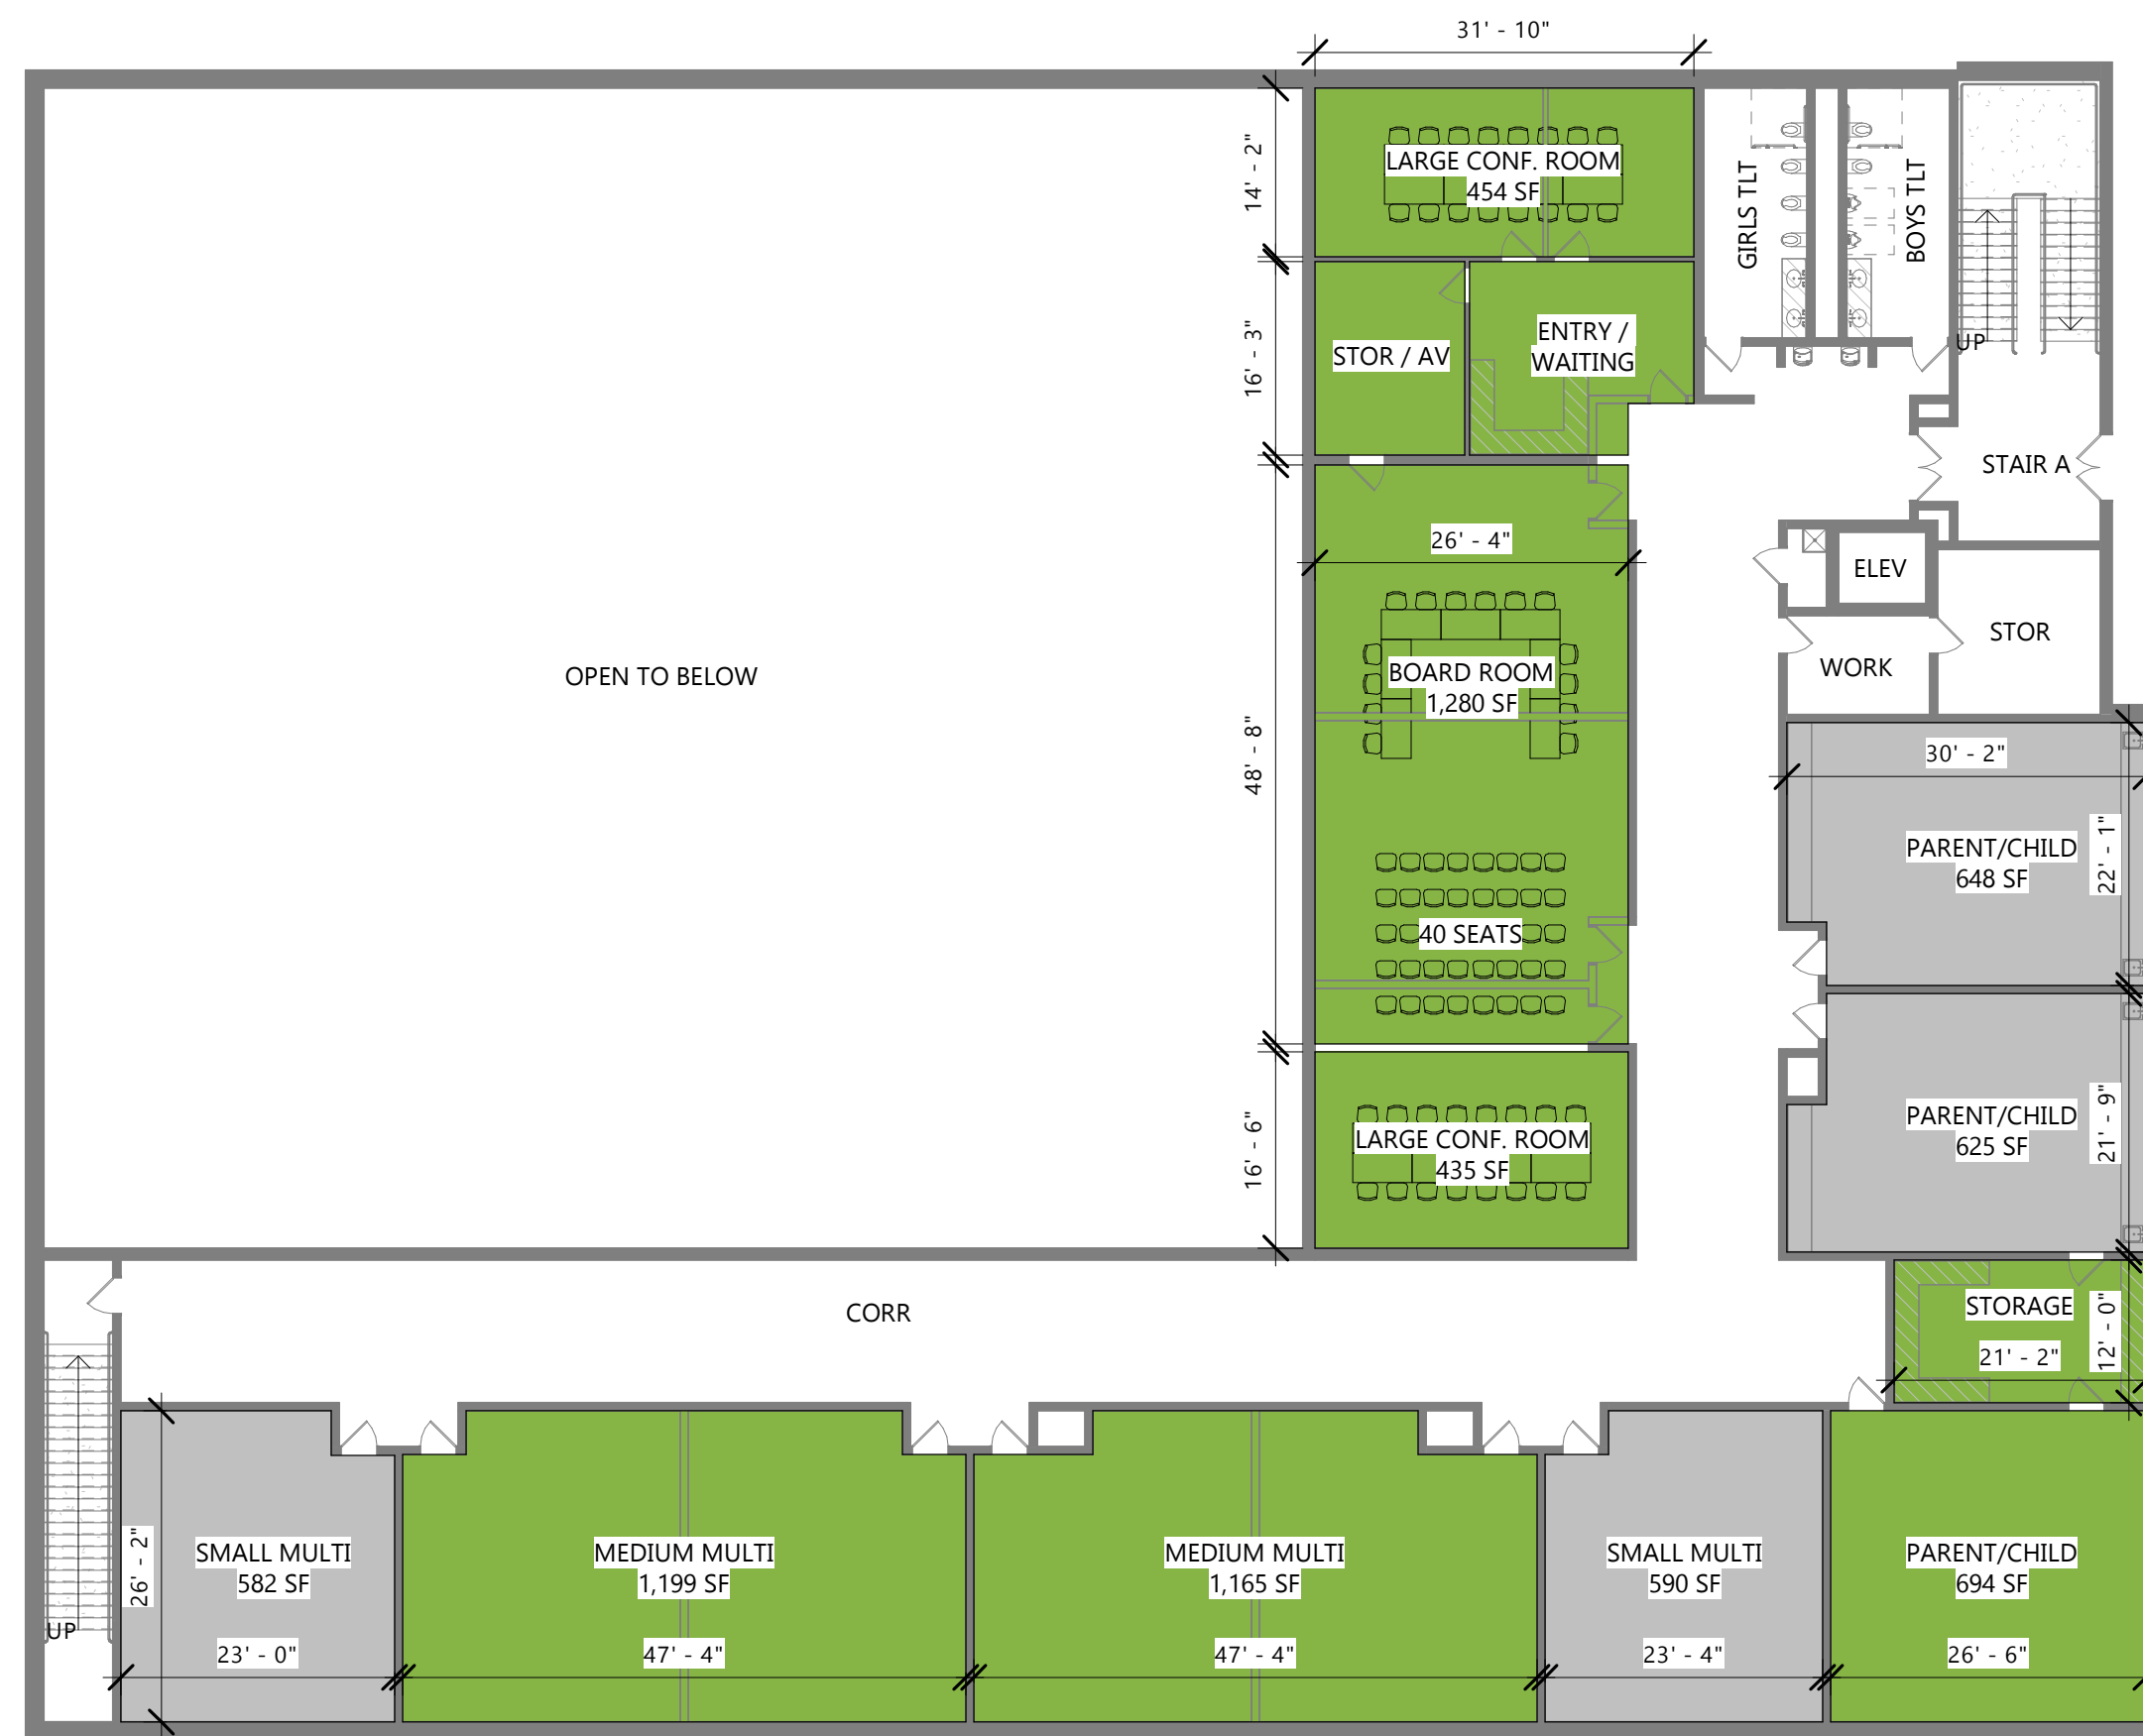 31' - 10"
14' - 2"
LARGE CONF. ROOM
454 SF
GIRLS TLT
BOYS TLT
16' - 3"
STOR / AV
ENTRY /
WAITING
UP
STAIR A
26' - 4"
ELEV
STOR
WORK
OPEN TO BELOW
BOARD ROOM
1,280 SF
48' - 8"
30' - 2"
PARENT/CHILD
648 SF
22' - 1"
40 SEATS
PARENT/CHILD
625 SF
21' - 9"
16' - 6"
LARGE CONF. ROOM
435 SF
CORR
STORAGE
12' - 0"
21' - 2"
26' - 2"
SMALL MULTI
582 SF
MEDIUM MULTI
1,199 SF
MEDIUM MULTI
1,165 SF
SMALL MULTI
590 SF
PARENT/CHILD
694 SF
UP
23' - 0"
47' - 4"
47' - 4"
23' - 4"
26' - 6"